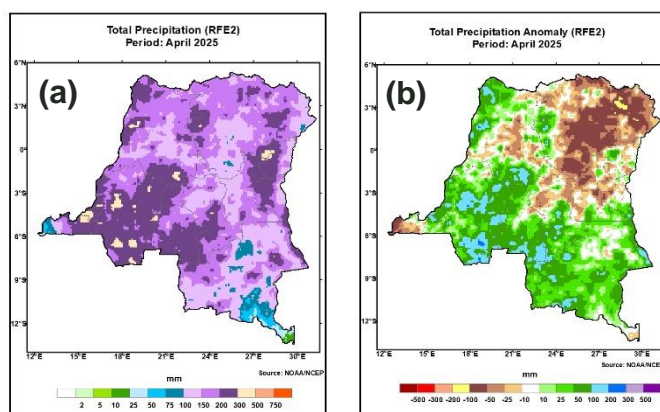 Total Precipitation (RFE2)
Period: April 2025
(a)
6°N
3°N
0°
3°S
6°S
9°S
12°S
12°E 15°E 18°E 21°E 24°E 27°E 30°E
Source: NOAA/NCEP
mm
2 5 10 25 50 75 100 150 200 300 500 750
Total Precipitation Anomaly (RFE2)
Period: April 2025
(b)
6°N
3°N
0°
3°S
6°S
9°S
12°S
12°E 15°E 18°E 21°E 24°E 27°E 30°E
Source: NOAA/NCEP
mm
-500 -300 -200 -100 -50 -25 -10 10 25 50 100 200 300 500